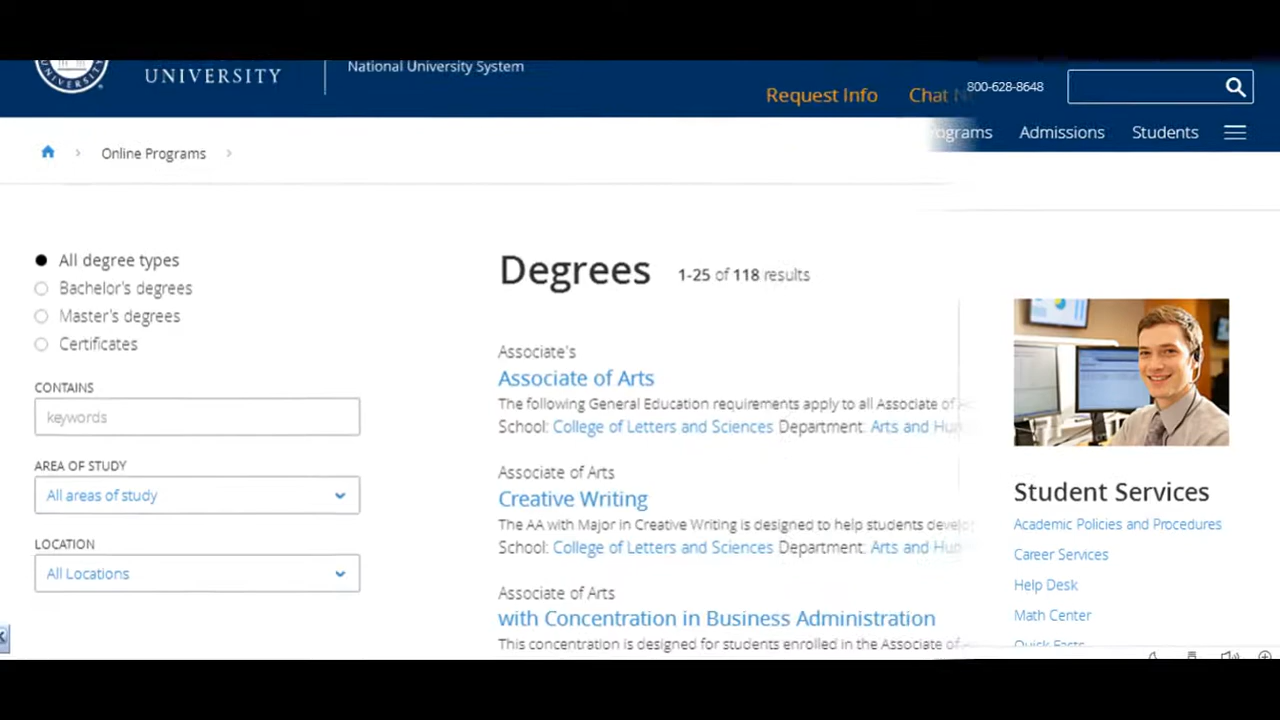 UNIVERSITY
National University System
UNIVERSITY
Request Info
Chat
800-628-8648
Admissions
Students
Online Programs
All degree types
Bachelor's degrees
Master's degrees
Certificates
CONTAINS
keywords
AREA OF STUDY
All areas of study
LOCATION
All Locations
Degrees 1-25 of 118 results
Associate's
Associate of Arts
The following General Education requirements apply to all Associate of
School: College of Letters and Sciences Department: Arts and
Associate of Arts
Creative Writing
The AA with Major in Creative Writing is designed to help students
School: College of Letters and Sciences Department: Arts and
Associate of Arts
with Concentration in Business Administration
This concentration is designed for students enrolled in the Associate of
Student Services
Academic Policies and Procedures
Career Services
Help Desk
Math Center
Quick Facts